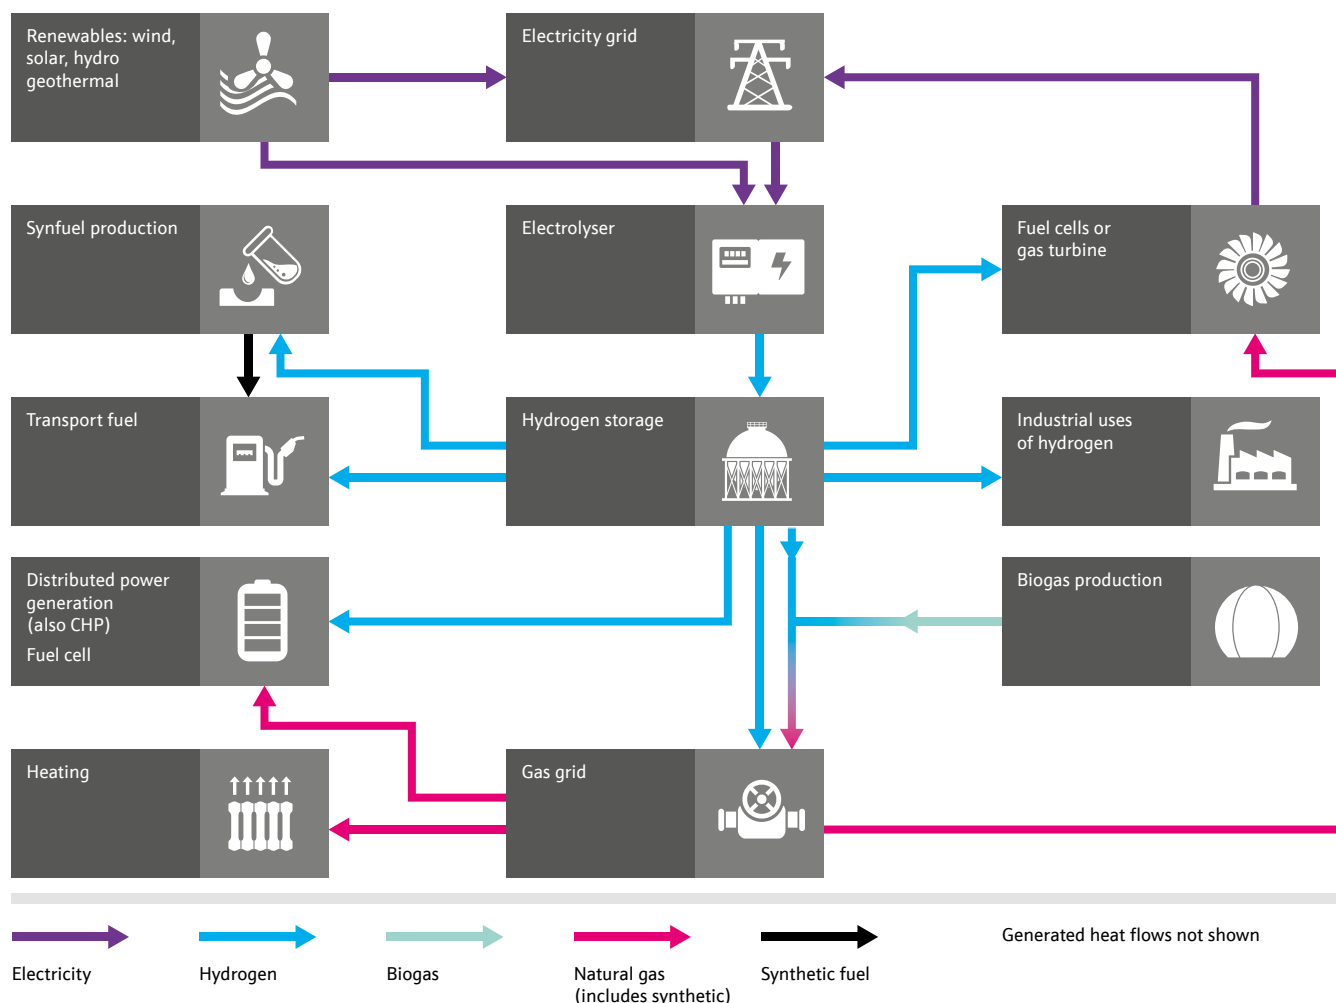 Renewables: wind,
solar, hydro
geothermal
Electricity grid
Synfuel production
Electrolyser
Fuel cells or
gas turbine
Transport fuel
Hydrogen storage
Industrial uses
of hydrogen
Distributed power
generation
(also CHP)
Fuel cell
Biogas production
Heating
Gas grid
Electricity
Hydrogen
Biogas
Natural gas
(includes synthetic)
Synthetic fuel
Generated heat flows not shown